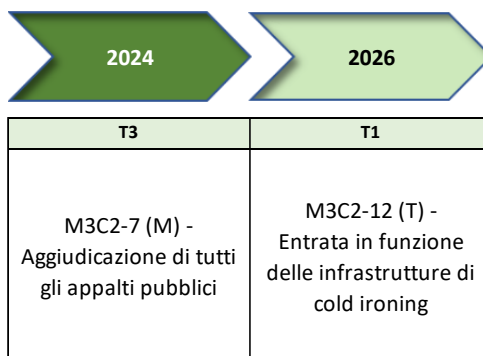 2024
2026
T3
T1
M3C2-7 (M) -
Aggiudicazione di tutti
gli appalti pubblici
M3C2-12 (T) -
Entrata in funzione
delle infrastrutture di
cold ironing